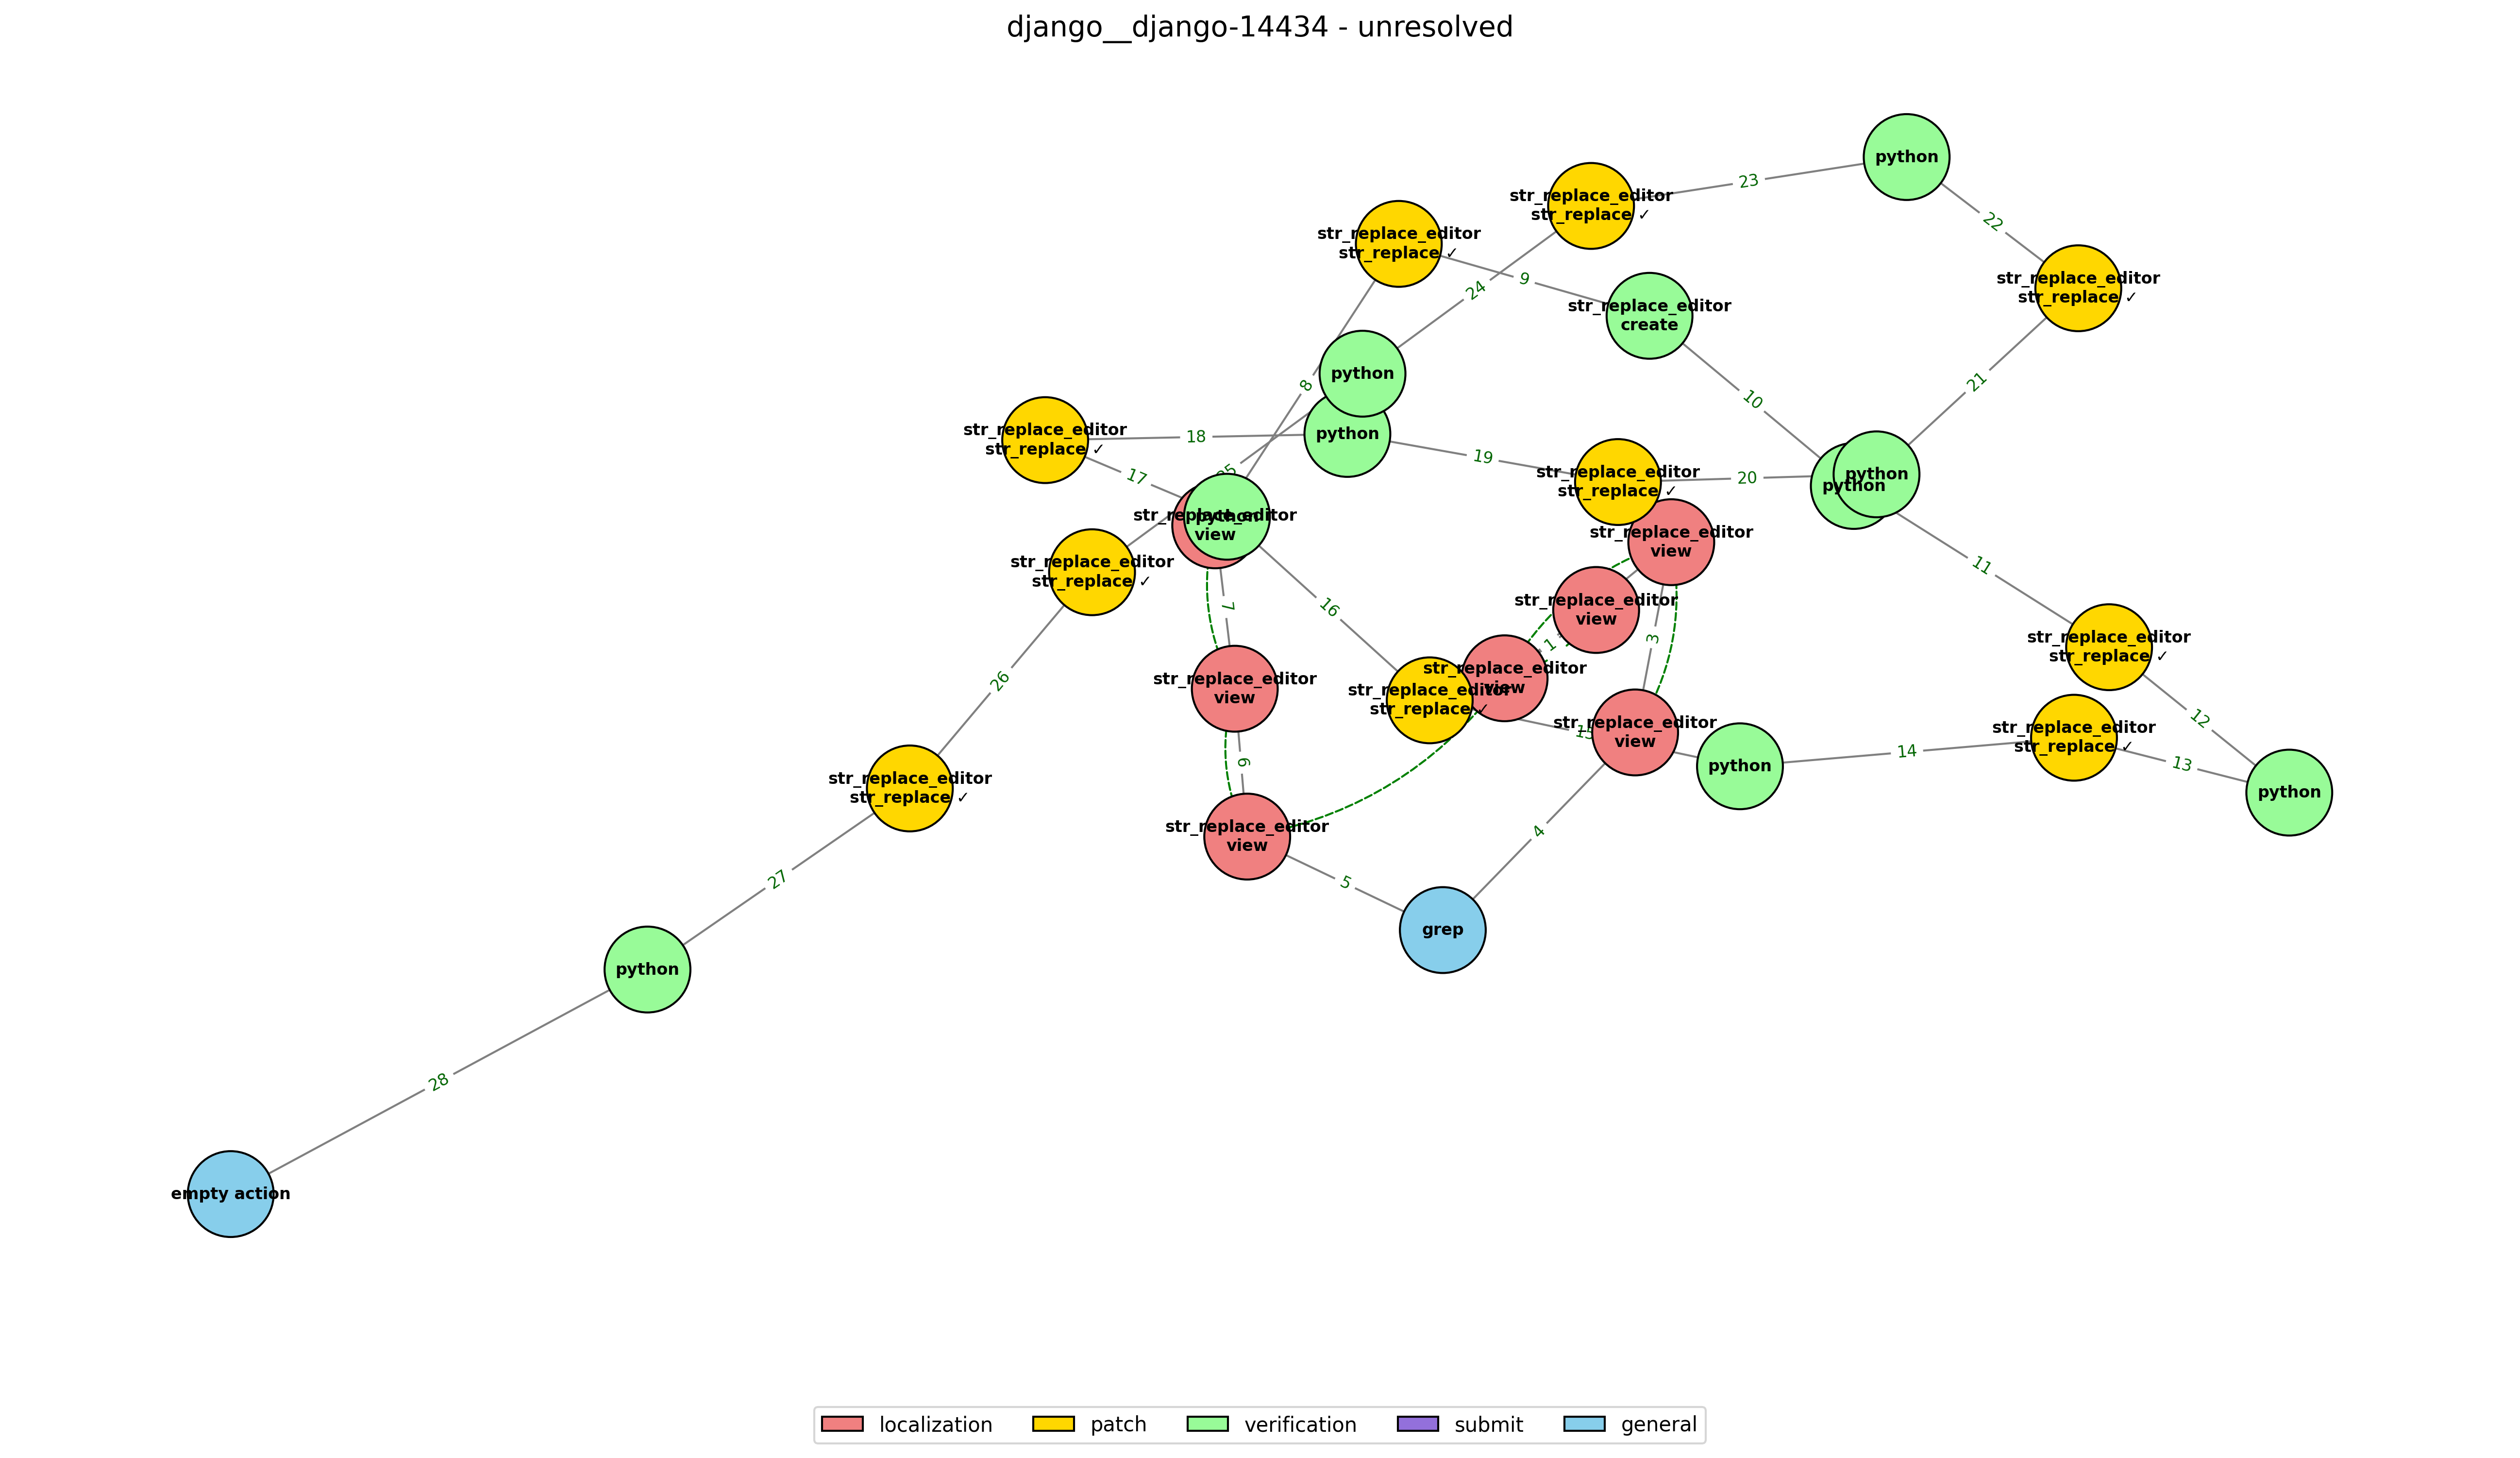 django__django-14434 - unresolved
python
23
str_replace_editor
str_replace ✓
22
str_replace_editor
str_replace ✓
9
str_replace_editor
str_replace ✓
24
str_replace_editor
create
python
8
10
21
str_replace_editor
str_replace ✓
18
python
17
19
str_replace_editor
str_replace ✓
20
python
python
str_replace_editor
view
python
str_replace_editor
view
11
str_replace_editor
str_replace ✓
16
7
str_replace_editor
view
3
1
str_replace_editor
str_replace ✓
26
str_replace_editor
view
str_replace_editor
view
str_replace_editor
str_replace ✓
12
str_replace_editor
view
str_replace_editor
str_replace ✓
14
13
python
6
python
str_replace_editor
str_replace ✓
str_replace_editor
view
4
5
27
grep
python
28
empty action
localization
patch
verification
submit
general